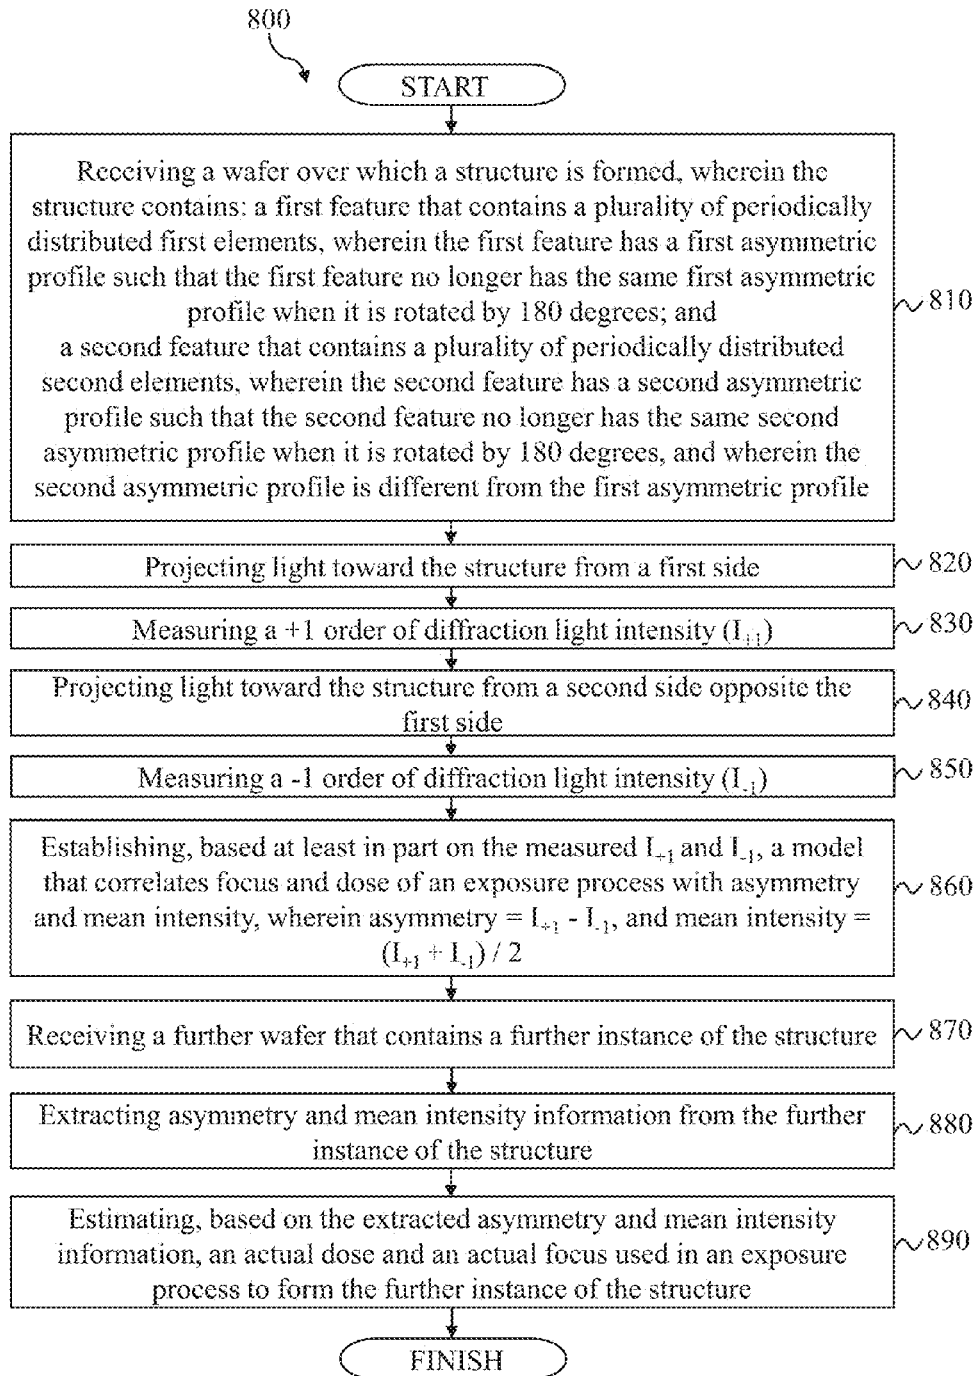 800
START
Receiving a wafer over which a structure is formed, wherein the
structure contains: a first feature that contains a plurality of periodically
distributed first elements, wherein the first feature has a first asymmetric
profile such that the first feature no longer has the same first asymmetric
profile when it is rotated by 180 degrees; and
a second feature that contains a plurality of periodically distributed
second elements, wherein the second feature has a second asymmetric
profile such that the second feature no longer has the same second
asymmetric profile when it is rotated by 180 degrees, and wherein the
second asymmetric profile is different from the first asymmetric profile
810
Projecting light toward the structure from a first side
820
Measuring a +1 order of diffraction light intensity (I₊₁)
830
Projecting light toward the structure from a second side opposite the
first side
840
Measuring a -1 order of diffraction light intensity (I₋₁)
850
Establishing, based at least in part on the measured I₊₁ and I₋₁, a model
that correlates focus and dose of an exposure process with asymmetry
and mean intensity, wherein asymmetry = I₊₁ - I₋₁, and mean intensity =
(I₊₁ + I₋₁) / 2
860
Receiving a further wafer that contains a further instance of the structure
870
Extracting asymmetry and mean intensity information from the further
instance of the structure
880
Estimating, based on the extracted asymmetry and mean intensity
information, an actual dose and an actual focus used in an exposure
process to form the further instance of the structure
890
FINISH